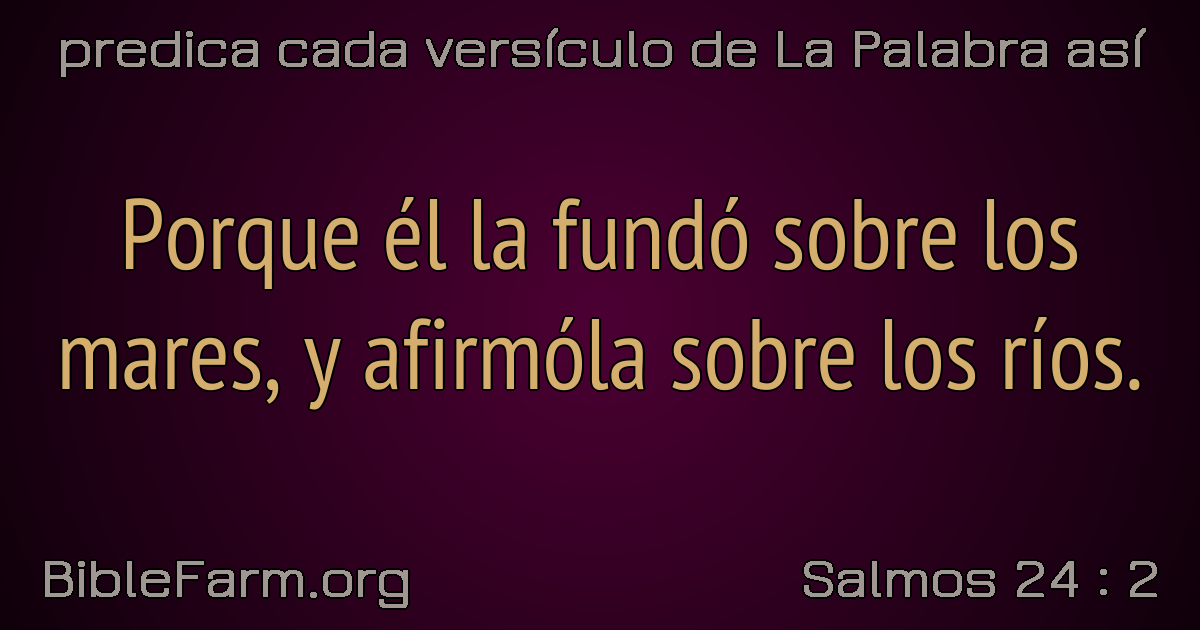 predica cada versículo de La Palabra así
Porque él la fundó sobre los
mares, y afirmóla sobre los ríos.
BibleFarm.org
Salmos 24 : 2